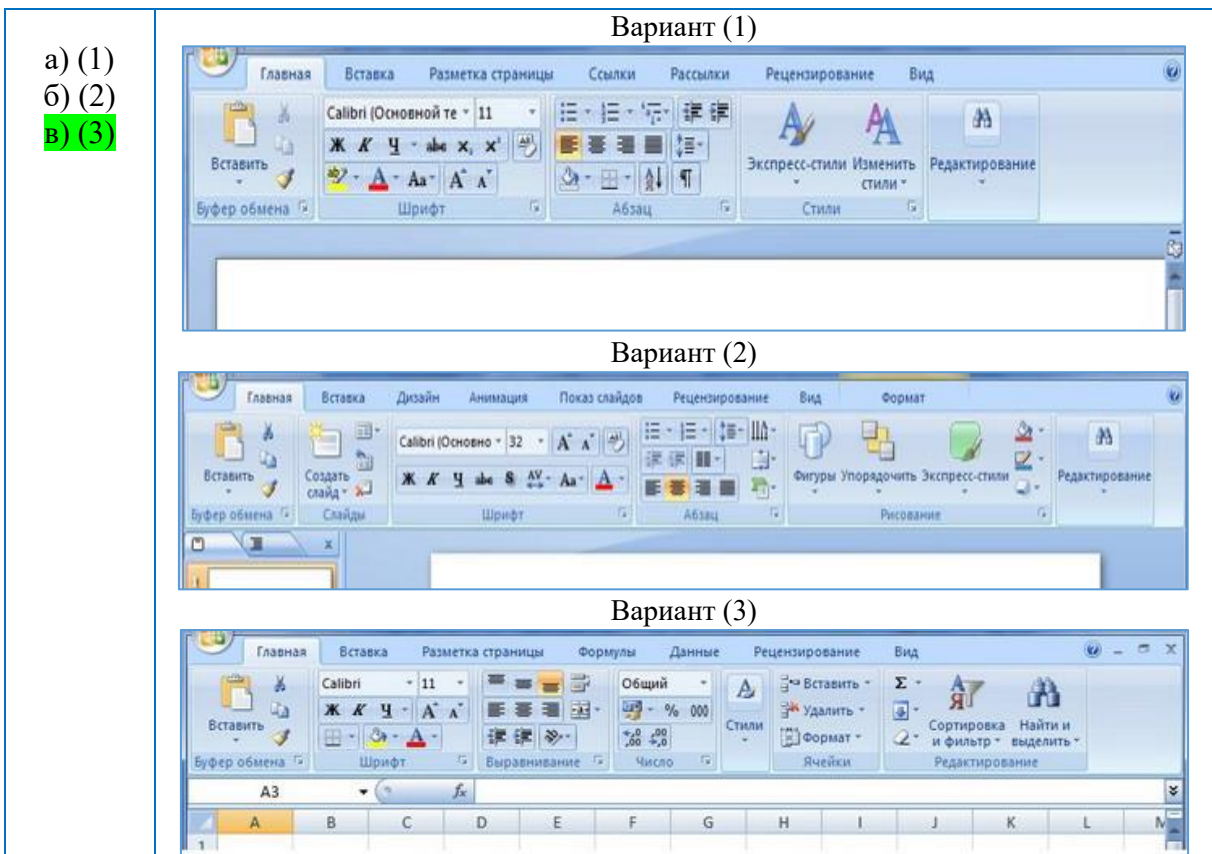 а) (1)
б) (2)
в) (3)
Вариант (1)
Главная Вставка Разметка страницы Ссылки Рассылки Рецензирование Вид
Calibri (Основной те 11
Вставить
Ж К Ч abe x, x²
Aa A A
Экспресс-стили Изменить стили Редактирование
Буфер обмена Шрифт Абзац Стили
Вариант (2)
Главная Вставка Дизайн Анимация Показ слайдов Рецензирование Вид Формат
Calibri (Осново 32 A A
Вставить Создать слайд
Ж К Ч abe S AV Aa A
Фигуры Упорядочить Экспресс-стили Редактирование
Буфер обмена Слайды Шрифт Абзац Рисование
1
Вариант (3)
Главная Вставка Разметка страницы Формулы Данные Рецензирование Вид
Calibri 11 Общий Вставить Σ
Вставить Ж К Ч A A % 000 Стили Удалить Сортировка и фильтр Найти и выделить
A Формат
Буфер обмена Шрифт Выравнивание Число Ячейки Редактирование
A3 fx
A B C D E F G H I J K L M
1